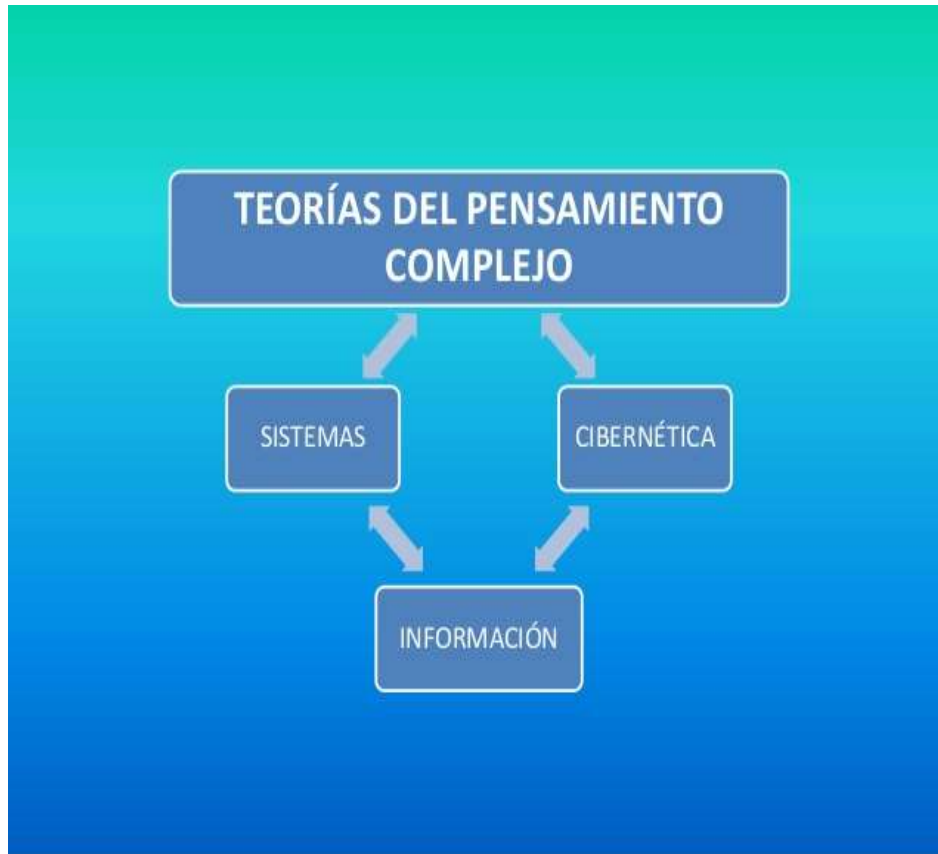 TEORÍAS DEL PENSAMIENTO
COMPLEJO
SISTEMAS
CIBERNÉTICA
INFORMACIÓN